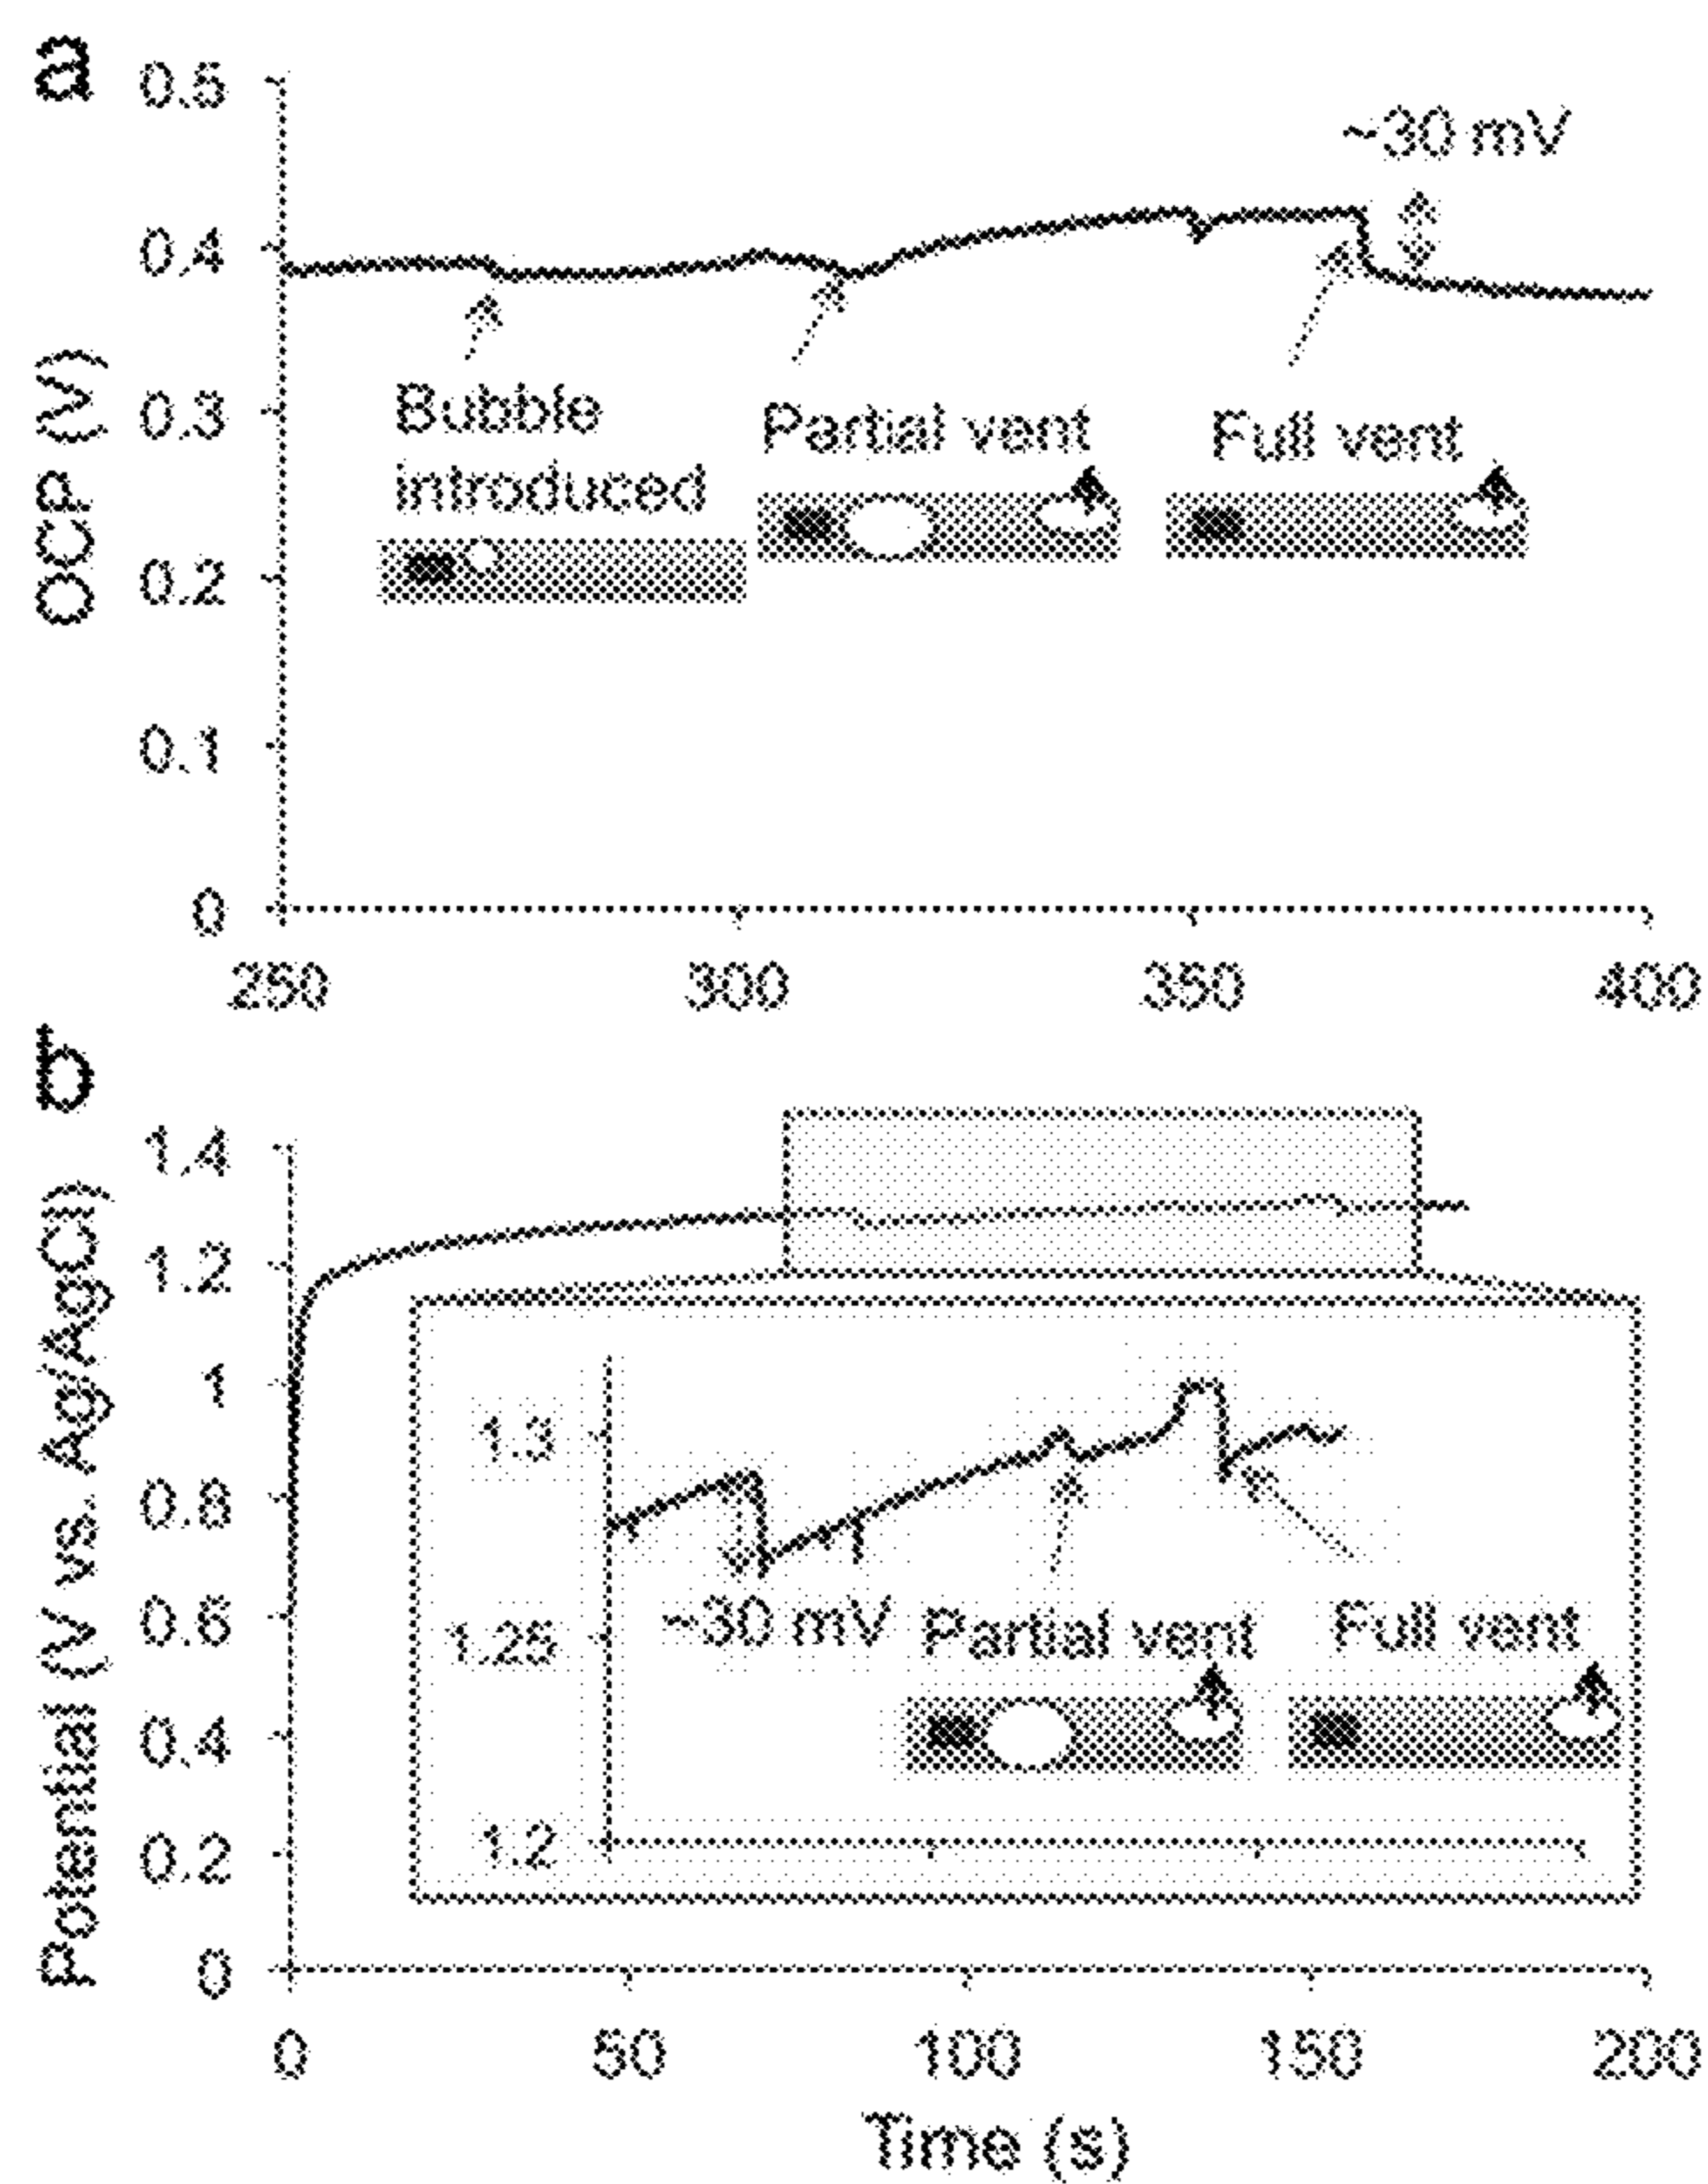 a
0.5
~30 mV
0.4
OCP (V)
0.3
Bubble
introduced
Partial vent
Full vent
0.2
0.1
0
250
300
350
400
b
1.4
1.2
Potential (V vs. Ag/AgCl)
1
1.3
0.8
0.6
1.25
~30 mV
Partial vent
Full vent
0.4
0.2
1.2
0
0
50
100
150
200
Time (s)